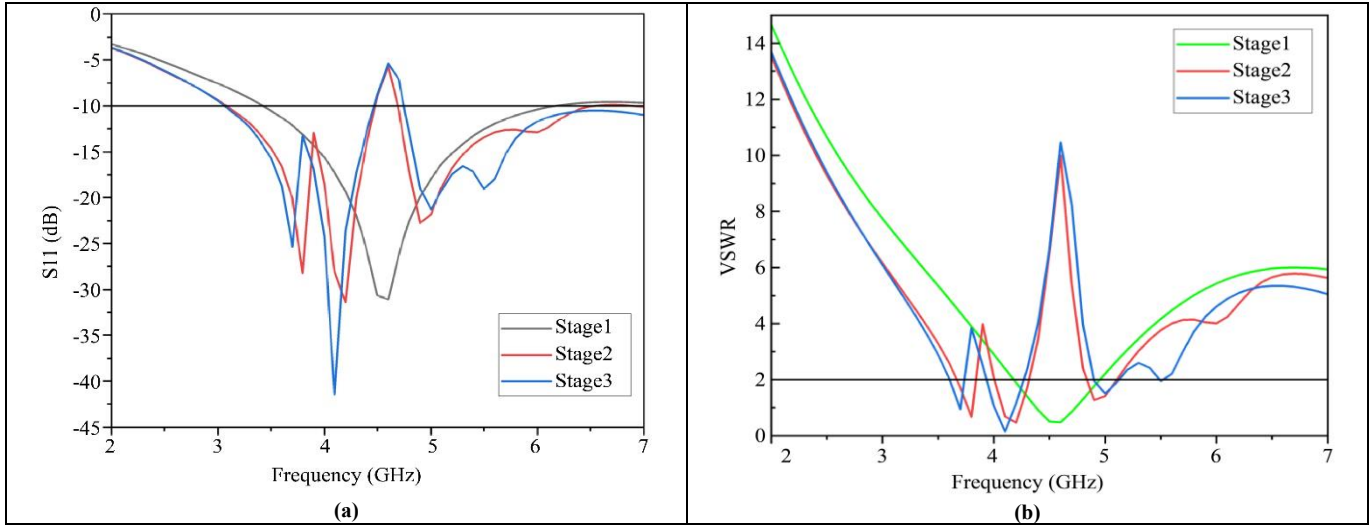 0
-5
-10
-15
-20
-25
-30
-35
-40
-45
S11 (dB)
Stage1
Stage2
Stage3
2 3 4 5 6 7
Frequency (GHz)
(a)
14
12
10
8
6
4
2
0
VSWR
Stage1
Stage2
Stage3
2 3 4 5 6 7
Frequency (GHz)
(b)